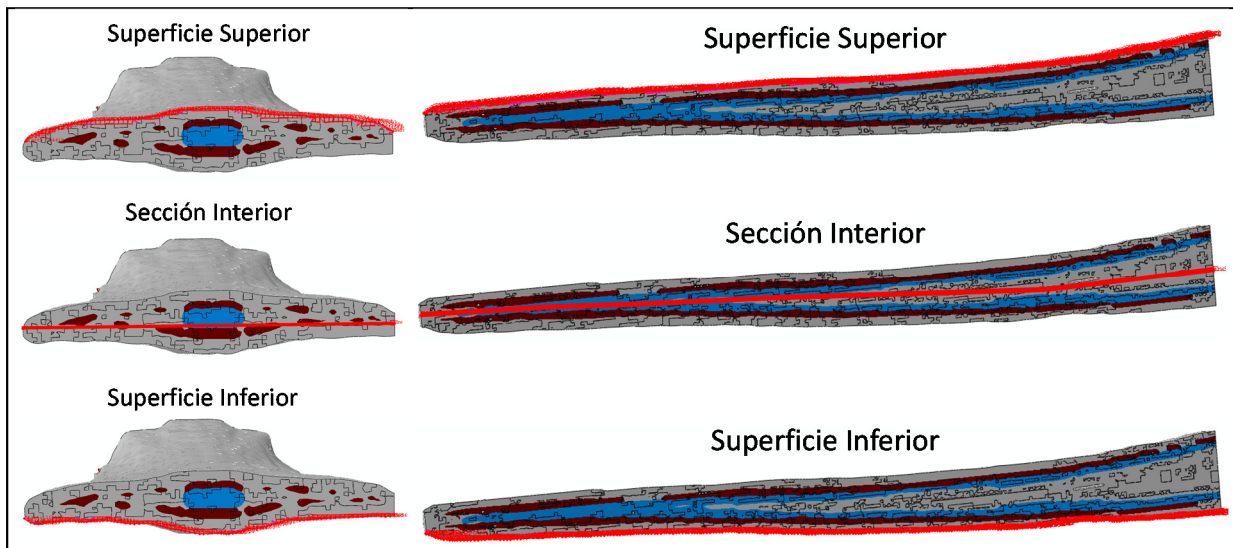 Superficie Superior
Superficie Superior
Sección Interior
Sección Interior
Superficie Inferior
Superficie Inferior